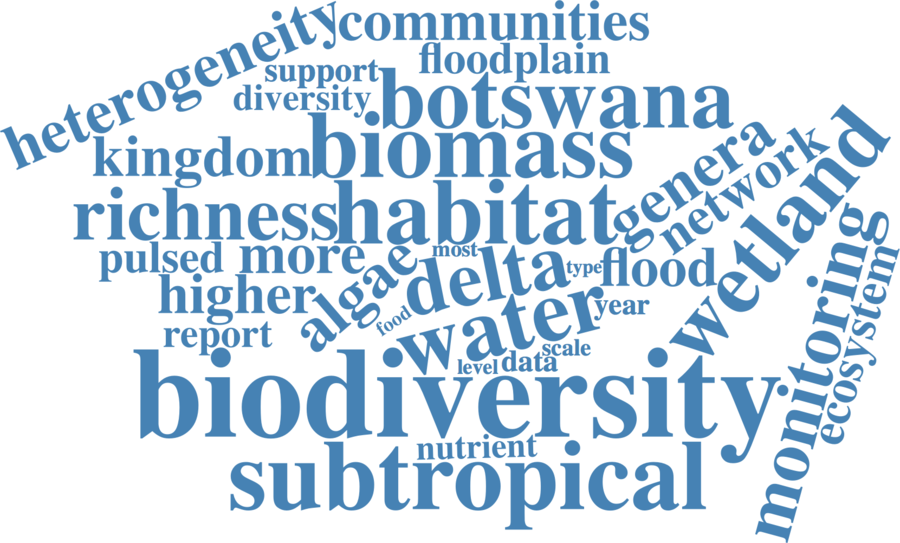 communities
heterogeneity
floodplain
support
diversity
botswana
biomass
kingdom
genera
network
wetland
richness
habitat
pulsed
more
most
algae
delta
type
flood
higher
food
water
year
report
monitoring
ecosystem
scale
level
data
biodiversity
nutrient
subtropical